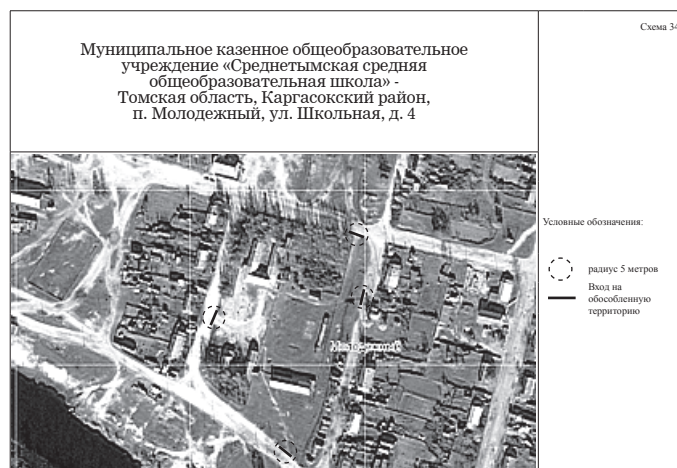 Схема 34
Муниципальное казенное общеобразовательное
учреждение «Среднетымская средняя
общеобразовательная школа» -
Томская область, Каргасокский район,
п. Молодежный, ул. Школьная, д. 4
Условные обозначения:
радиус 5 метров
Вход на
обособленную
территорию